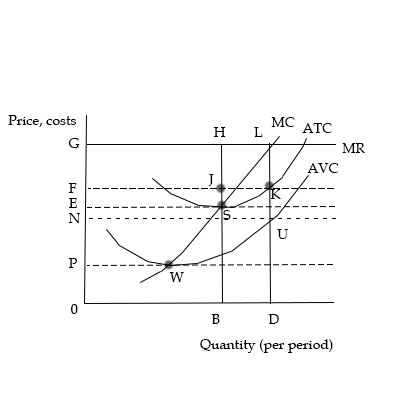 Price, costs
MC
ATC
H
L
G
MR
AVC
J
F
K
E
S
N
U
P
W
0
B
D
Quantity (per period)